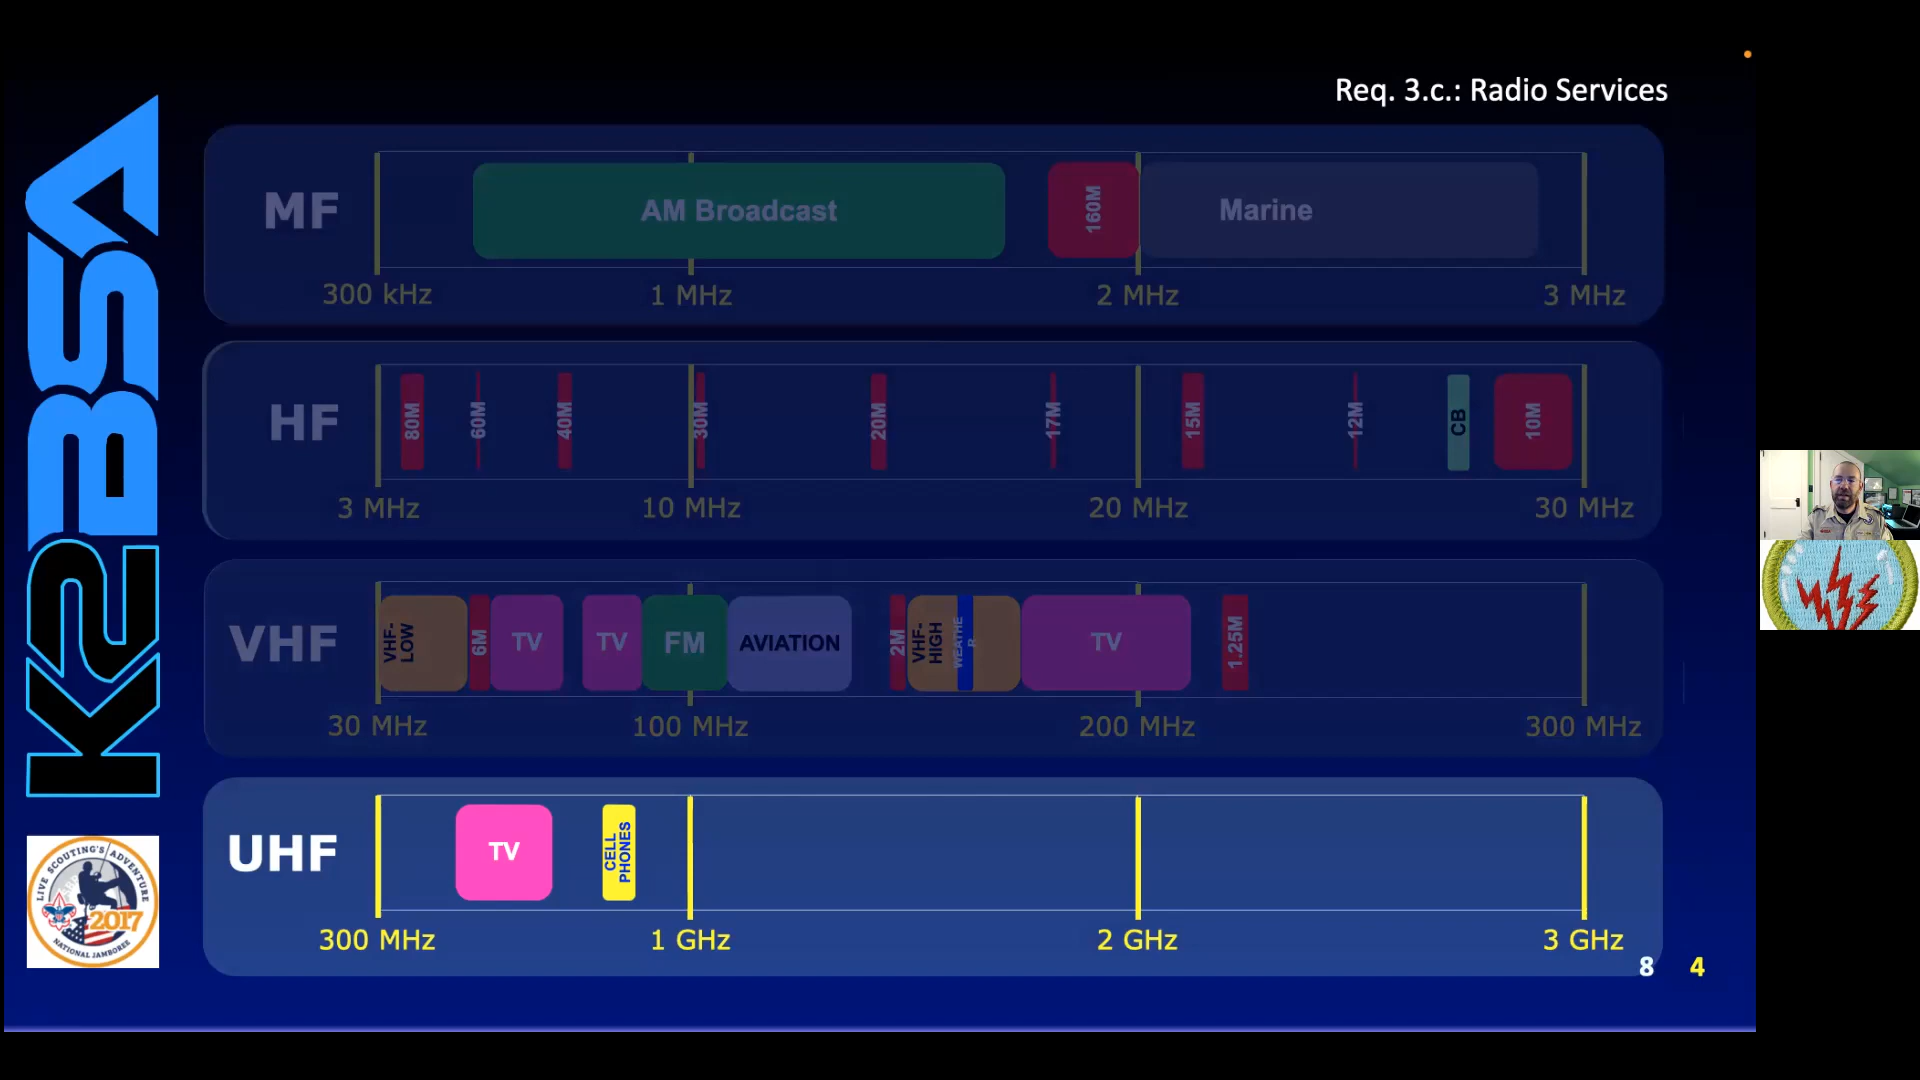 Req. 3.c.: Radio Services
K2BSA
MF
AM Broadcast
160M
Marine
300 kHz
1 MHz
2 MHz
3 MHz
HF
80M
60M
40M
30M
20M
17M
15M
12M
CB
10M
3 MHz
10 MHz
20 MHz
30 MHz
VHF
VHF-
LOW
6M
TV
TV
FM
AVIATION
2M
VHF-
HIGH
WEATHE
R
TV
1.25M
30 MHz
100 MHz
200 MHz
300 MHz
UHF
TV
CELL
PHONES
300 MHz
1 GHz
2 GHz
3 GHz
LIVE SCOUTING'S ADVENTURE
2017
NATIONAL JAMBOREE
8 4